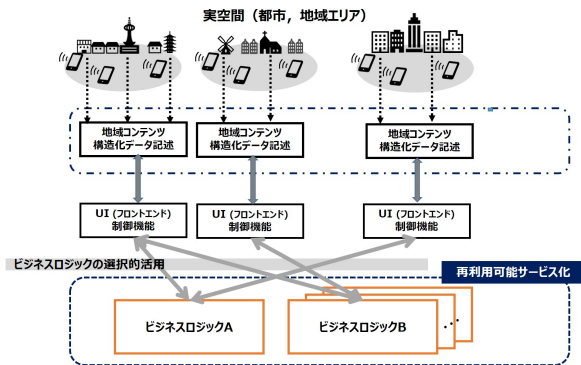 実空間（都市，地域エリア）
地域コンテンツ
構造化データ記述
地域コンテンツ
構造化データ記述
地域コンテンツ
構造化データ記述
UI (フロントエンド)
制御機能
UI (フロントエンド)
制御機能
UI (フロントエンド)
制御機能
ビジネスロジックの選択的活用
再利用可能サービス化
ビジネスロジックA
ビジネスロジックB
...